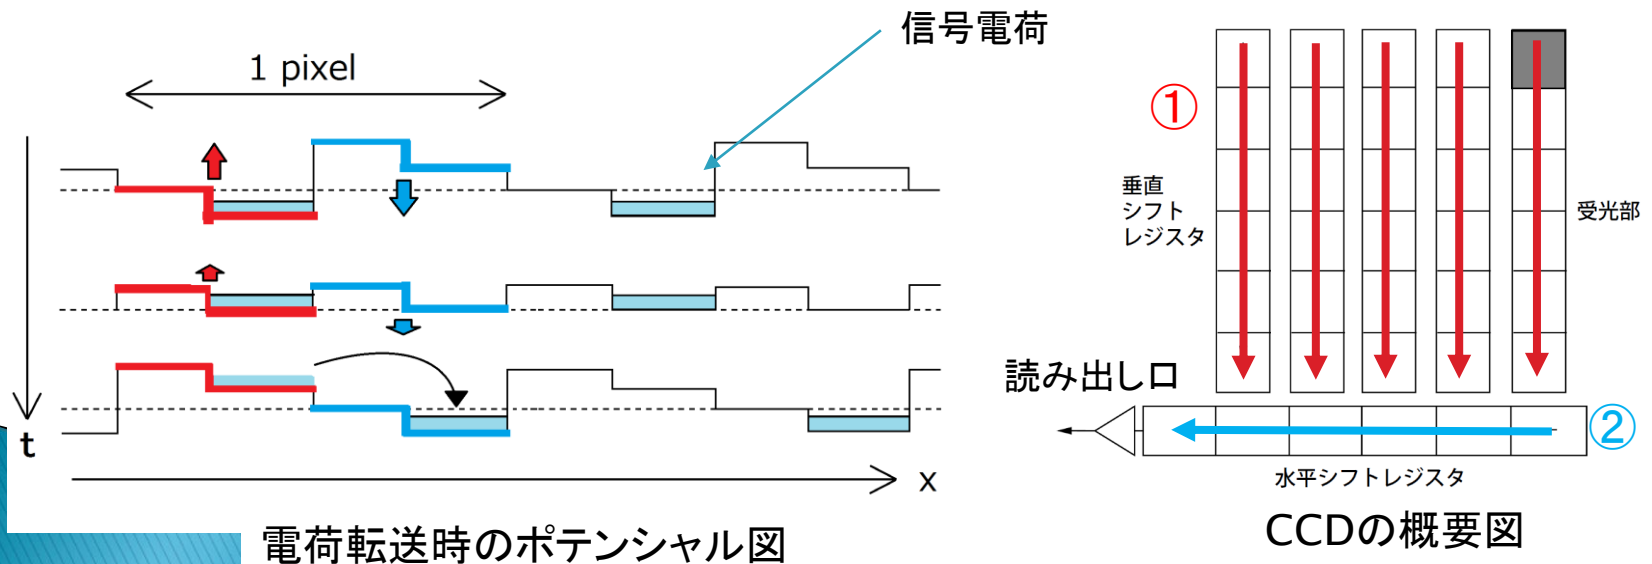 信号電荷
1 pixel
t
x
電荷転送時のポテンシャル図
①
垂直
シフト
レジスタ
受光部
読み出し口
②
水平シフトレジスタ
CCDの概要図